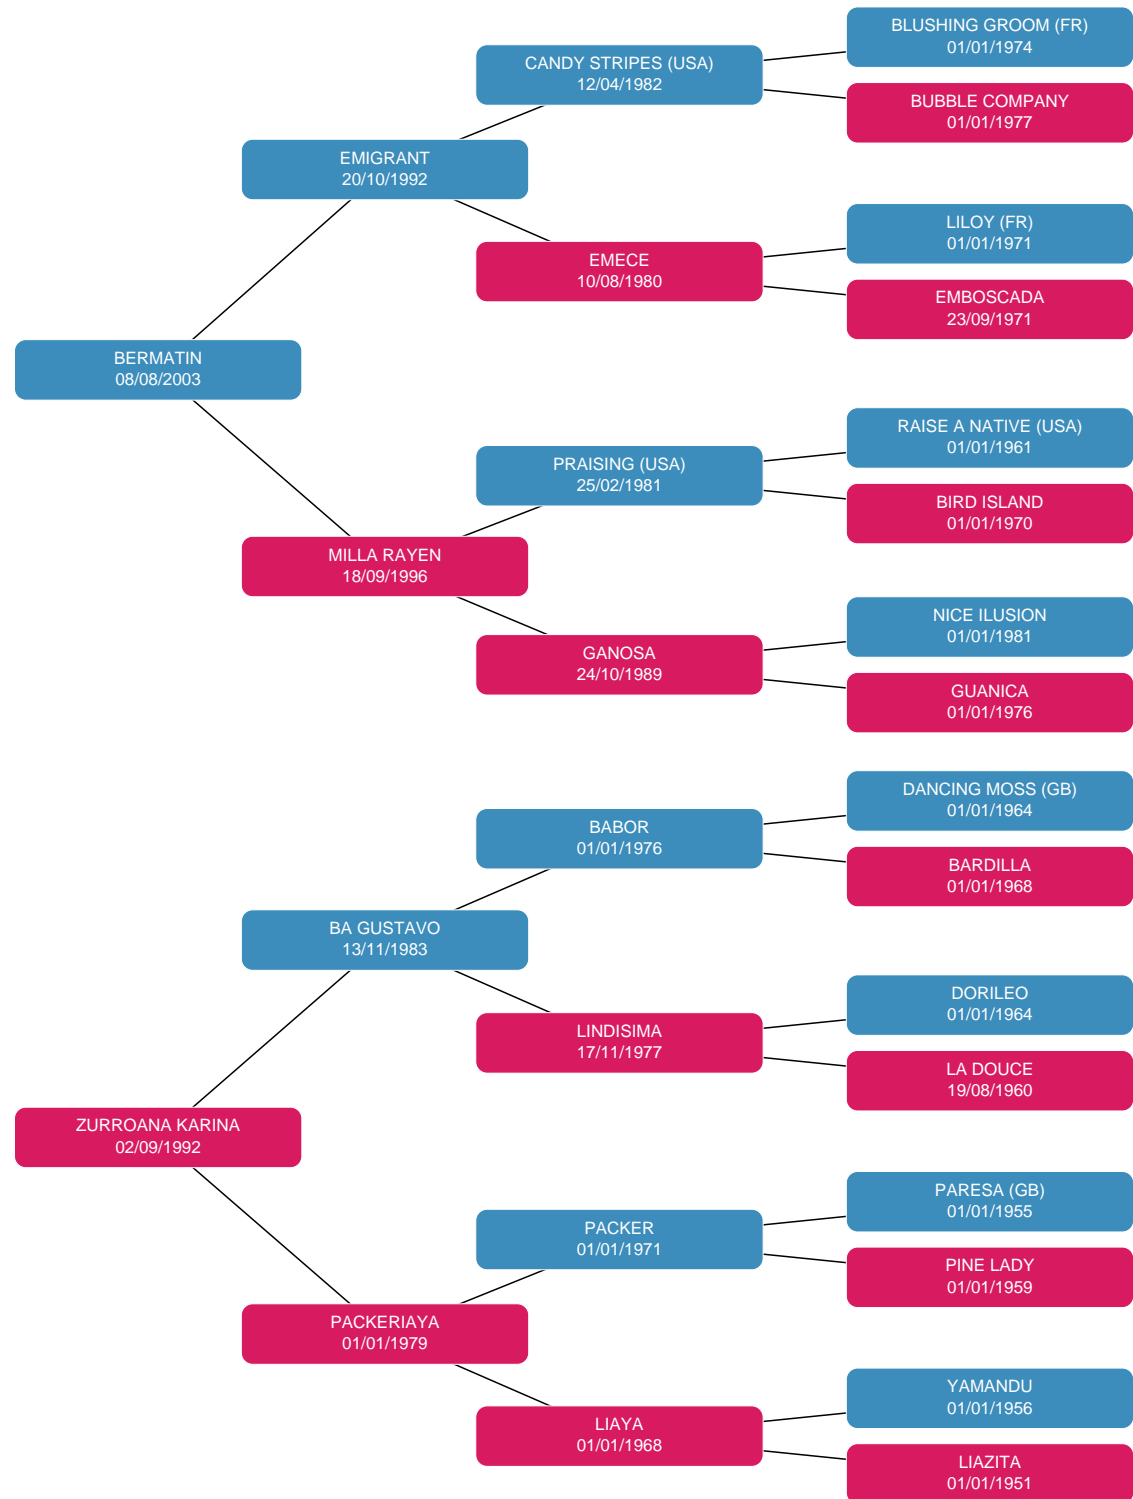 BLUSHING GROOM (FR)
01/01/1974
CANDY STRIPES (USA)
12/04/1982
BUBBLE COMPANY
01/01/1977
EMIGRANT
20/10/1992
LILOY (FR)
01/01/1971
EMECE
10/08/1980
EMBOSCADA
23/09/1971
BERMATIN
08/08/2003
RAISE A NATIVE (USA)
01/01/1961
PRAISING (USA)
25/02/1981
BIRD ISLAND
01/01/1970
MILLA RAYEN
18/09/1996
NICE ILUSION
01/01/1981
GANOSA
24/10/1989
GUANICA
01/01/1976
DANCING MOSS (GB)
01/01/1964
BABOR
01/01/1976
BARDILLA
01/01/1968
BA GUSTAVO
13/11/1983
DORILEO
01/01/1964
LINDISIMA
17/11/1977
LA DOUCE
19/08/1960
ZURROANA KARINA
02/09/1992
PARESA (GB)
01/01/1955
PACKER
01/01/1971
PINE LADY
01/01/1959
PACKERIAYA
01/01/1979
YAMANDU
01/01/1956
LIAYA
01/01/1968
LIAZITA
01/01/1951